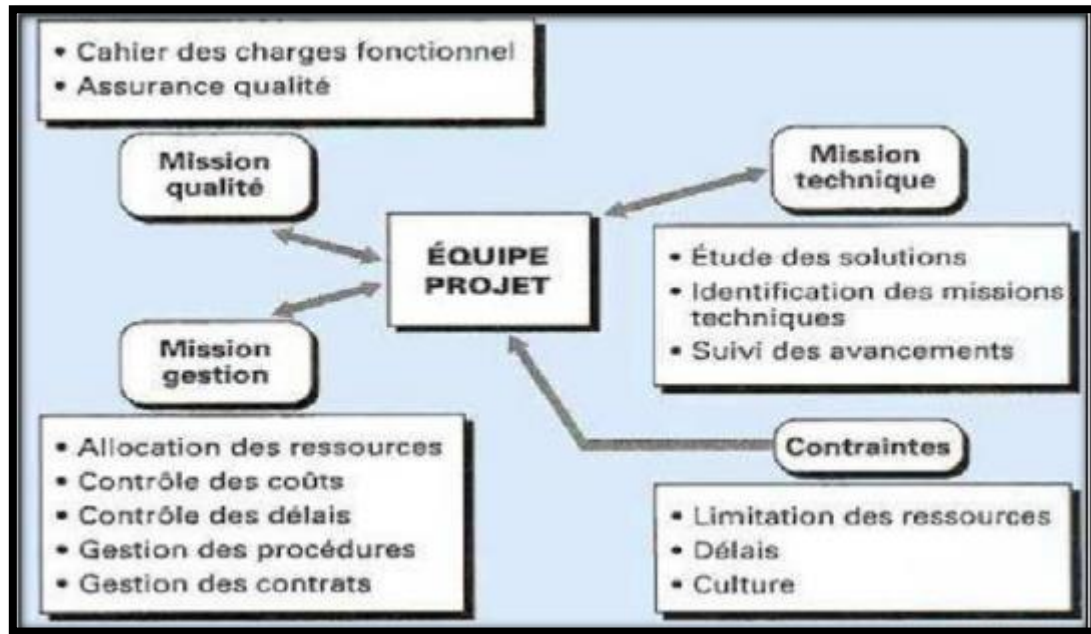 • Cahier des charges fonctionnel
• Assurance qualité
Mission
qualité
Mission
technique
ÉQUIPE
PROJET
• Étude des solutions
• Identification des missions
techniques
• Suivi des avancements
Mission
gestion
• Allocation des ressources
• Contrôle des coûts
• Contrôle des délais
• Gestion des procédures
• Gestion des contrats
Contraintes
• Limitation des ressources
• Délais
• Culture